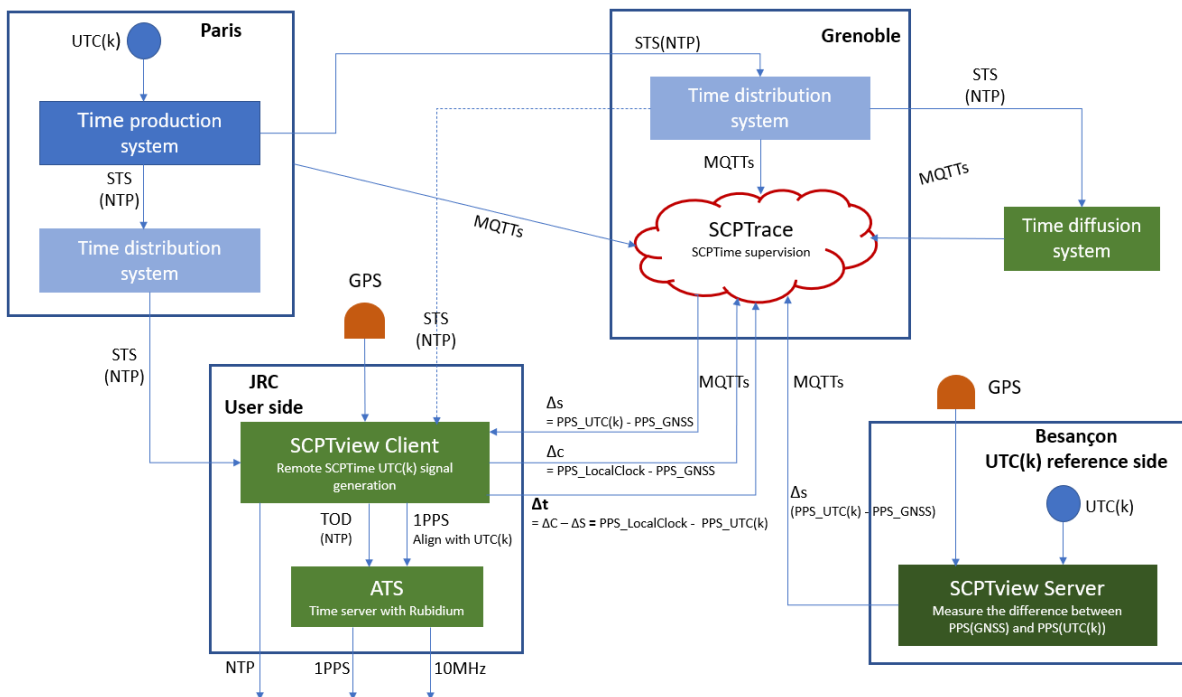 Paris
UTC(k)
Time production
system
STS
(NTP)
Time distribution
system
STS
(NTP)
STS(NTP)
MQTTs
Grenoble
Time distribution
system
MQTTs
SCPTrace
SCPTime supervision
STS
(NTP)
MQTTs
Time diffusion
system
GPS
STS
(NTP)
JRC
User side
SCPTview Client
Remote SCPTime UTC(k) signal
generation
TOD
(NTP)
1PPS
Align with UTC(k)
ATS
Time server with Rubidium
NTP
1PPS
10MHz
MQTTs
MQTTs
Δs
= PPS_UTC(k) - PPS_GNSS
Δc
= PPS_LocalClock - PPS_GNSS
Δt
= ΔC – ΔS = PPS_LocalClock - PPS_UTC(k)
Δs
(PPS_UTC(k) - PPS_GNSS)
GPS
Besançon
UTC(k) reference side
UTC(k)
SCPTview Server
Measure the difference between
PPS(GNSS) and PPS(UTC(k))